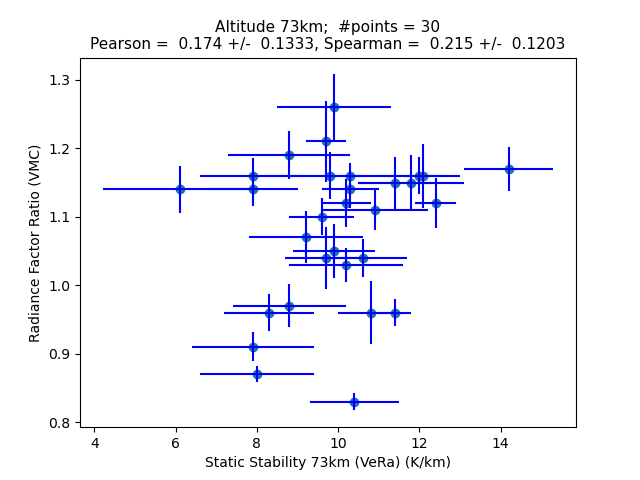 Altitude 73km;  #points = 30
Pearson =  0.174 +/-  0.1333, Spearman =  0.215 +/-  0.1203
Radiance Factor Ratio (VMC)
1.3
1.2
1.1
1.0
0.9
0.8
4 6 8 10 12 14
Static Stability 73km (VeRa) (K/km)